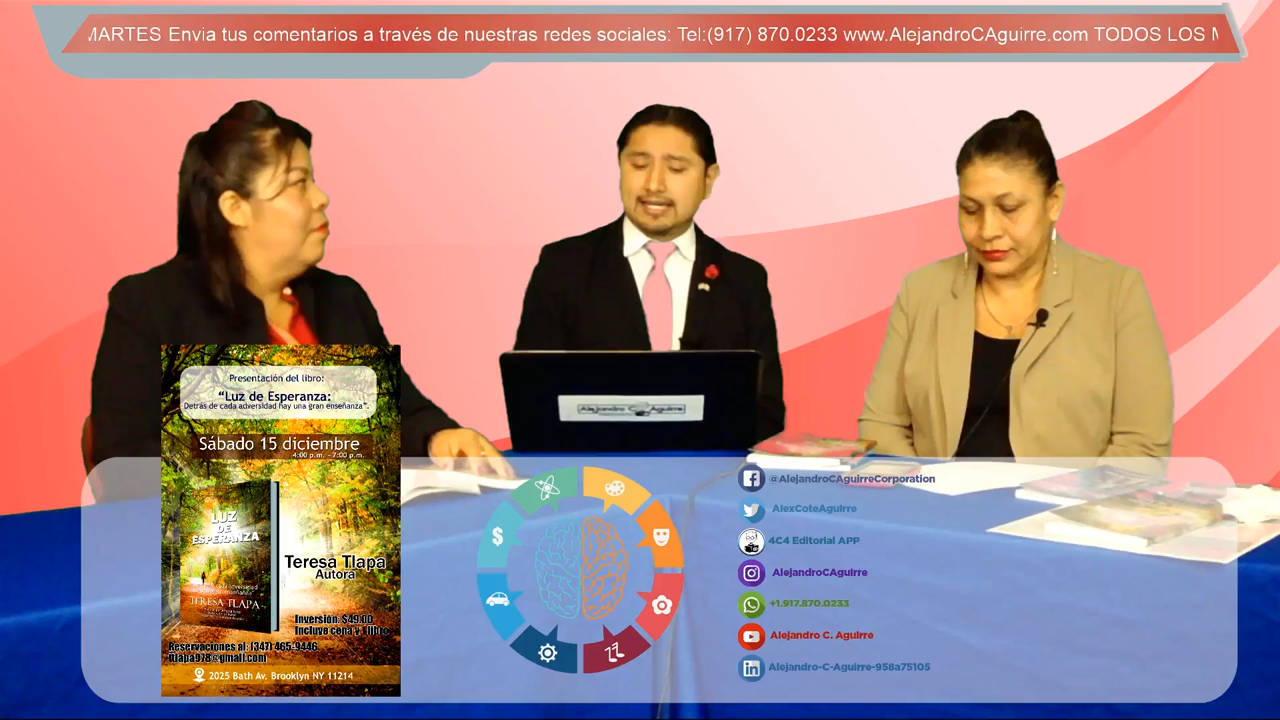 MARTES Envia tus comentarios a través de nuestras redes sociales: Tel:(917) 870.0233 www.AlejandroCAguirre.com TODOS LOS M
Alejandro C. Aguirre
Presentación del libro:
“Luz de Esperanza:
Detrás de cada adversidad hay una gran enseñanza”.
Sábado 15 diciembre
4:00 p.m. - 7:00 p.m.
LUZ
DE
ESPERANZA
TERESA TLAPA
Teresa Tlapa
Autora
Inversión: $49.00
Incluye cena y 1 libro
Reservaciones al: (347) 465-9446
ttlapa978@gmail.com
2025 Bath Av. Brooklyn NY 11214
$
@AlejandroCAguirreCorporation
AlexCoteAguirre
4C4 Editorial APP
AlejandroCAguirre
+1.917.870.0233
Alejandro C. Aguirre
Alejandro-C-Aguirre-958a75105